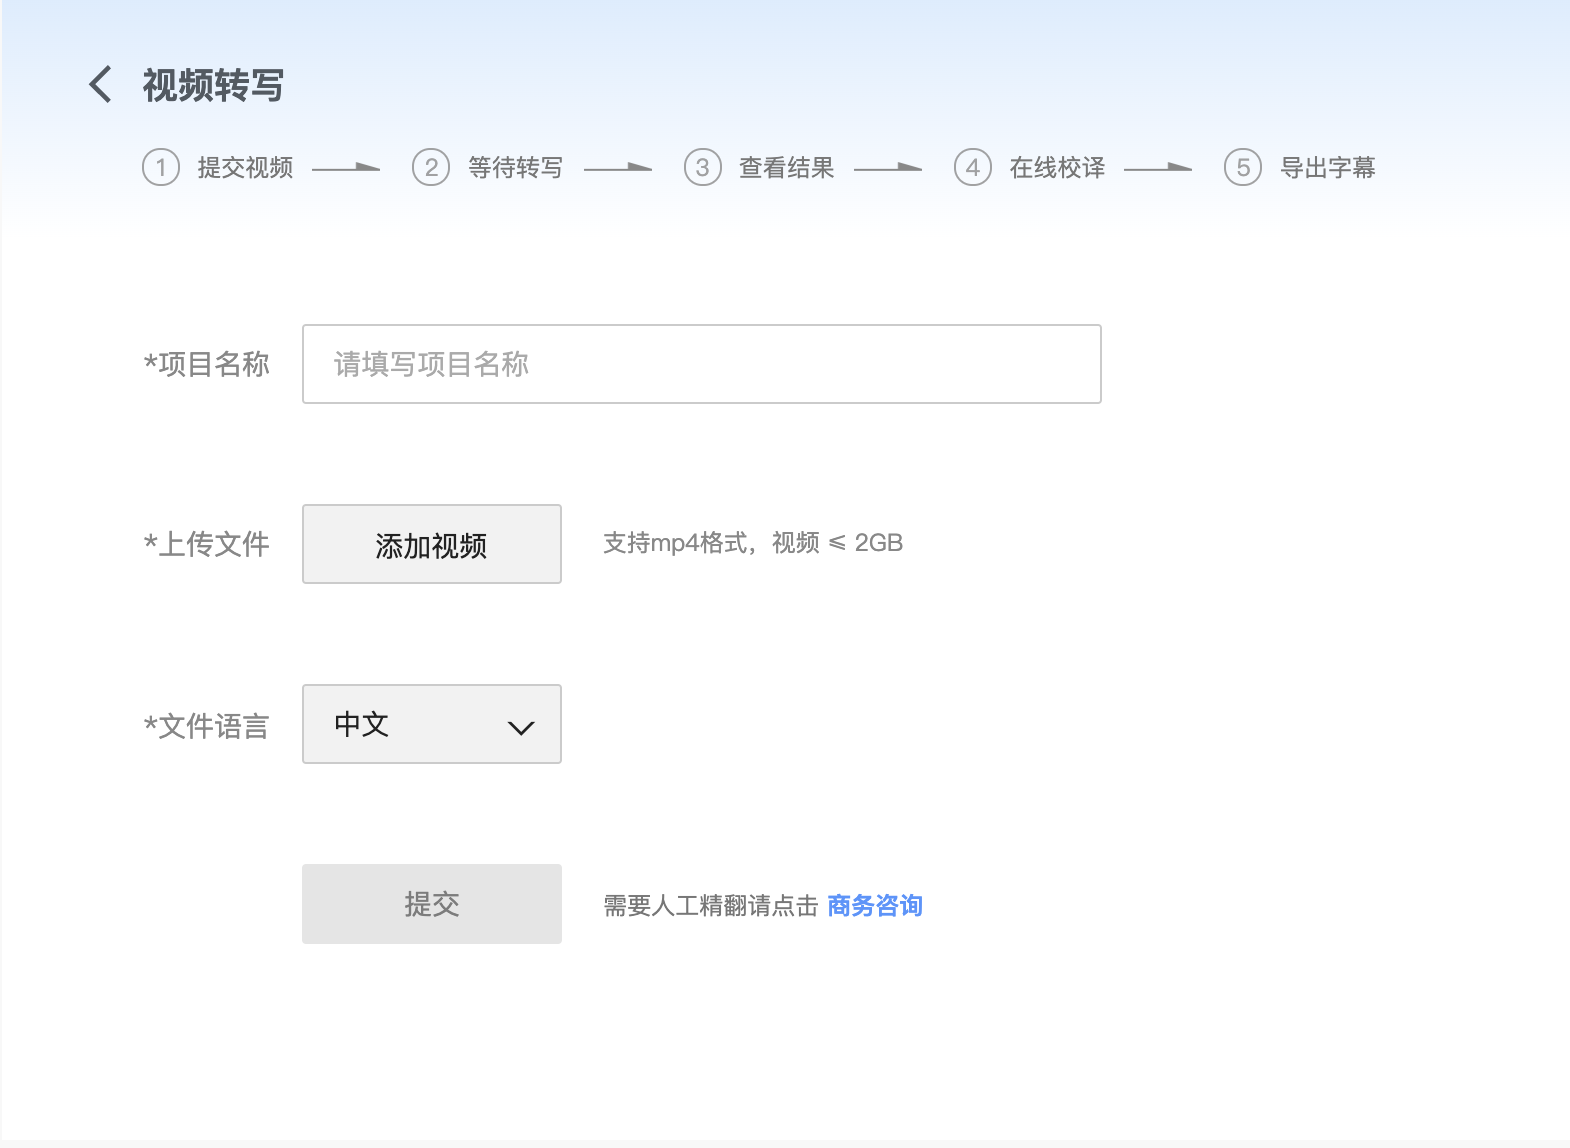 视频转写
1 提交视频 2 等待转写 3 查看结果 4 在线校译 5 导出字幕
*项目名称 请填写项目名称
*上传文件 添加视频 支持mp4格式，视频 ≤ 2GB
*文件语言 中文
提交 需要人工精翻请点击 商务咨询